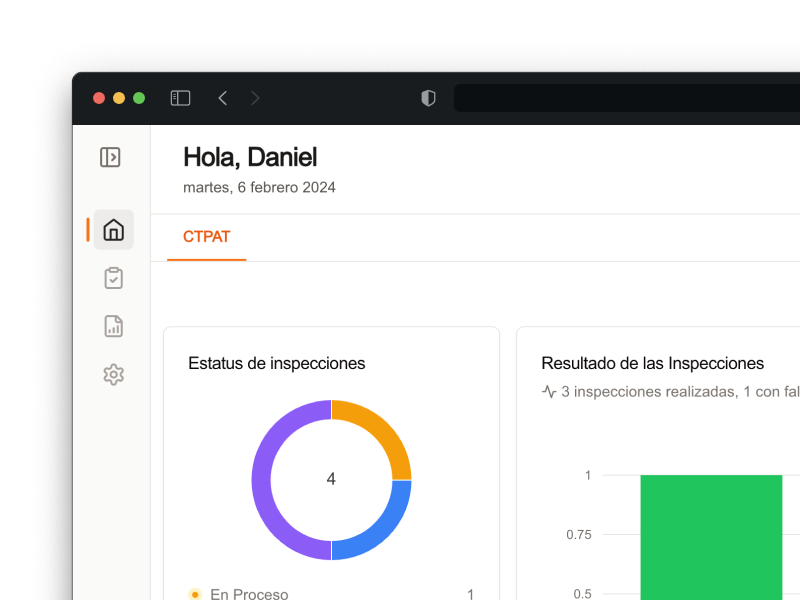 Hola, Daniel
martes, 6 febrero 2024
CTPAT
Estatus de inspecciones
4
En Proceso 1
Resultado de las Inspecciones
3 inspecciones realizadas, 1 con
1
0.75
0.5